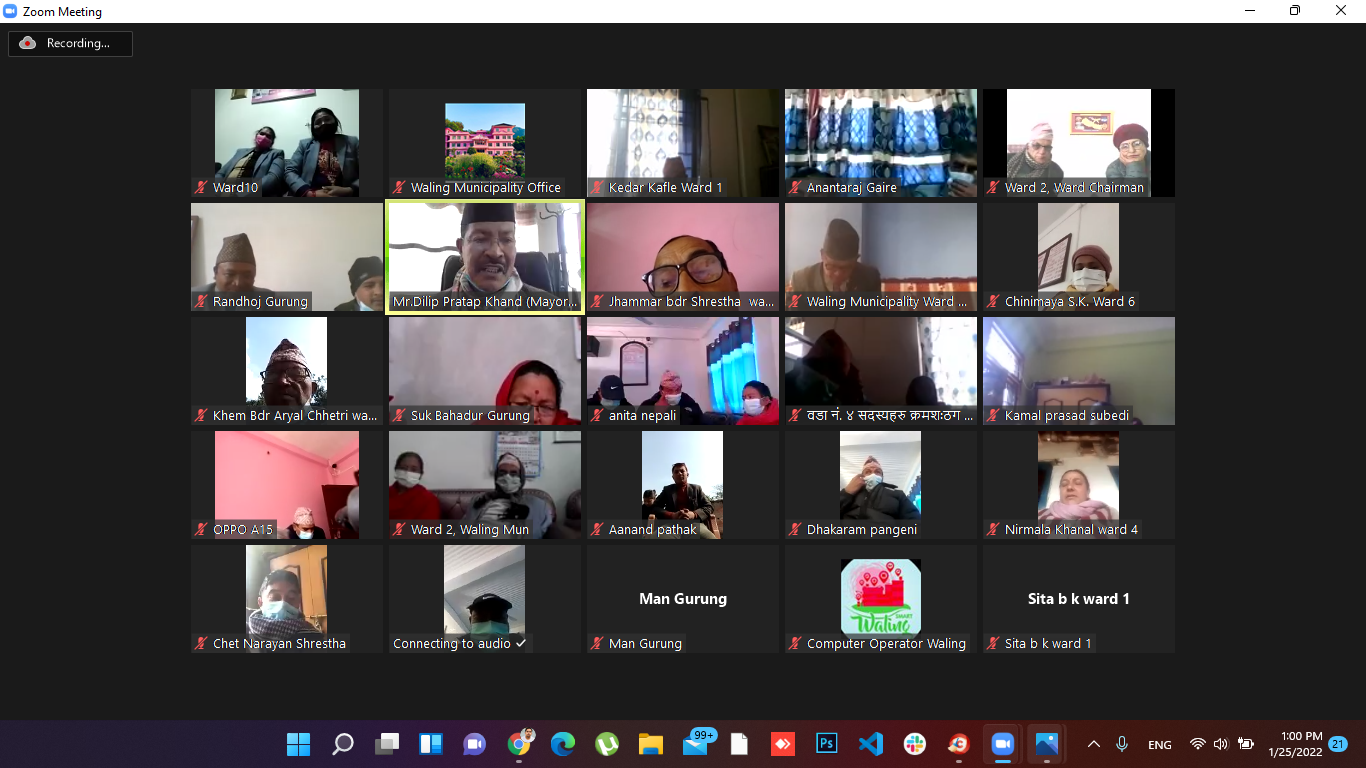 Zoom Meeting
Recording...
Ward10
Waling Municipality Office
Kedar Kafle Ward 1
Anantaraj Gaire
Ward 2, Ward Chairman
Randhoj Gurung
Mr.Dilip Pratap Khand (Mayor...
Jhammar bdr Shrestha wa...
Waling Municipality Ward ...
Chinimaya S.K. Ward 6
Khem Bdr Aryal Chhetri wa...
Suk Bahadur Gurung
anita nepali
वडा नं. ४ सदस्यहरु क्रमशःठग ...
Kamal prasad subedi
OPPO A15
Ward 2, Waling Mun
Aanand pathak
Dhakaram pangeni
Nirmala Khanal ward 4
Chet Narayan Shrestha
Connecting to audio
Man Gurung
Man Gurung
SMART
Waling
Computer Operator Waling
Sita b k ward 1
Sita b k ward 1
99+
Ps
ENG
1:00 PM
1/25/2022
21